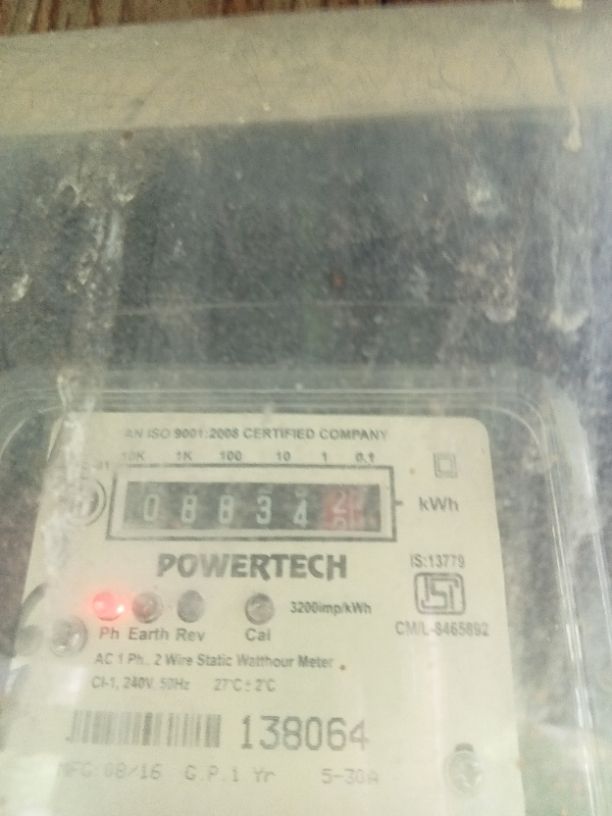 AN ISO 9001:2008 CERTIFIED COMPANY
10K 1K 100 10 1 0.1
0 8 8 3 4
kWh
POWERTECH
IS:13779
ISI
3200imp/kWh
Ph Earth Rev Cal
CM/L-8465892
AC 1 Ph., 2 Wire Static Watthour Meter
Cl-1, 240V, 50Hz 27°C ± 2°C
138064
MFG:08/16 G.P.1 Yr 5-30A